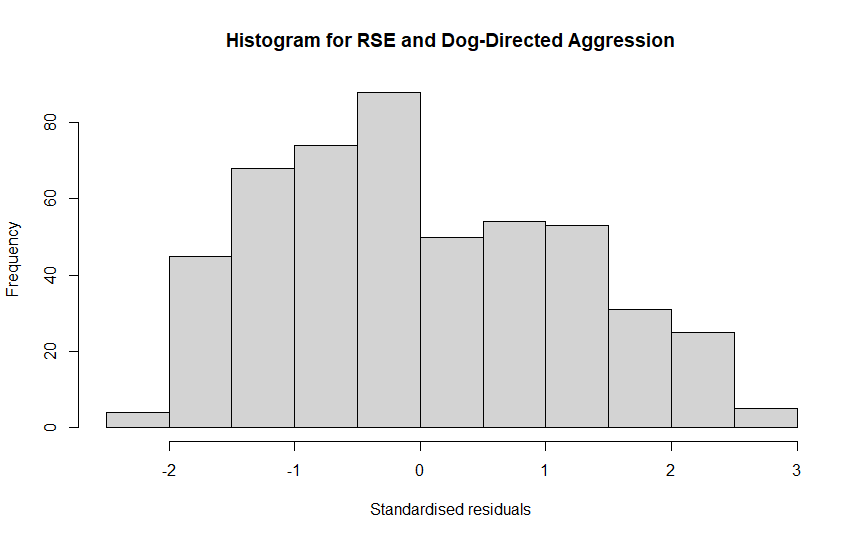 Histogram for RSE and Dog-Directed Aggression
80
60
40
20
0
Frequency
-2 -1 0 1 2 3
Standardised residuals